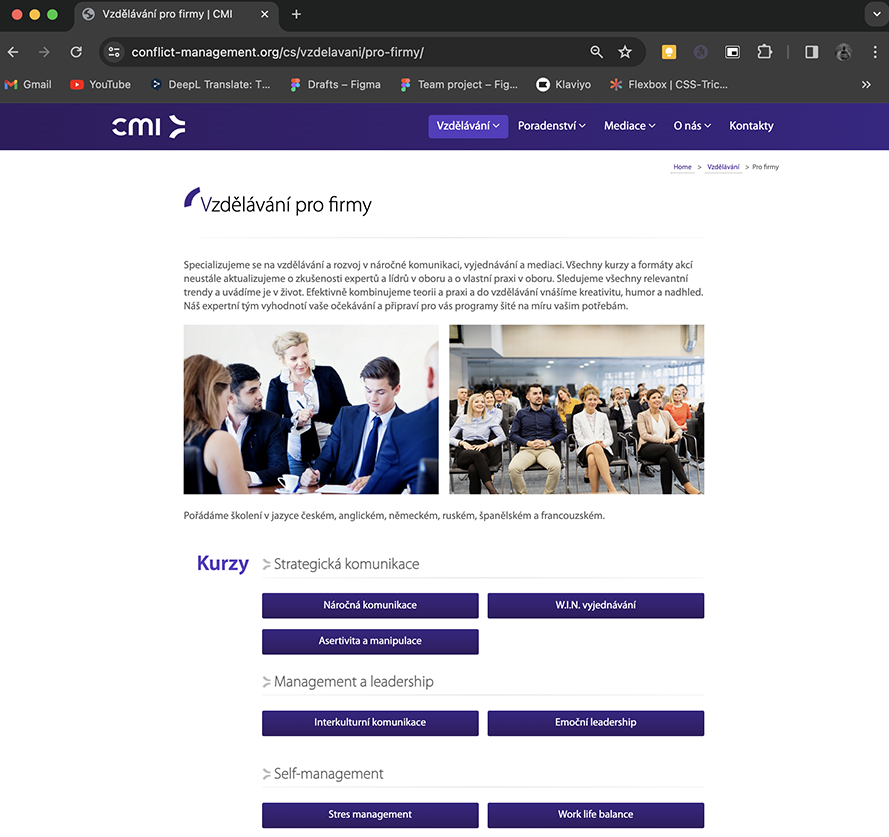 Vzdělávání pro firmy | CMI
conflict-management.org/cs/vzdelavani/pro-firmy/
Gmail
YouTube
DeepL Translate: T...
Drafts – Figma
Team project – Fig...
Klaviyo
Flexbox | CSS-Tric...
cmi
Vzdělávání
Poradenství
Mediace
O nás
Kontakty
Home > Vzdělávání > Pro firmy
Vzdělávání pro firmy
Specializujeme se na vzdělávání a rozvoj v náročné komunikaci, vyjednávání a mediaci. Všechny kurzy a formáty akcí
neustále aktualizujeme o zkušenosti expertů a lídrů v oboru a o vlastní praxi v oboru. Sledujeme všechny relevantní
trendy a uvádíme je v život. Efektivně kombinujeme teorii a praxi a do vzdělávání vnášíme kreativitu, humor a nadhled.
Náš expertní tým vyhodnotí vaše očekávání a připraví pro vás programy šité na míru vašim potřebám.
Pořádáme školení v jazyce českém, anglickém, německém, ruském, španělském a francouzském.
Kurzy
Strategická komunikace
Náročná komunikace
W.I.N. vyjednávání
Asertivita a manipulace
Management a leadership
Interkulturní komunikace
Emoční leadership
Self-management
Stres management
Work life balance